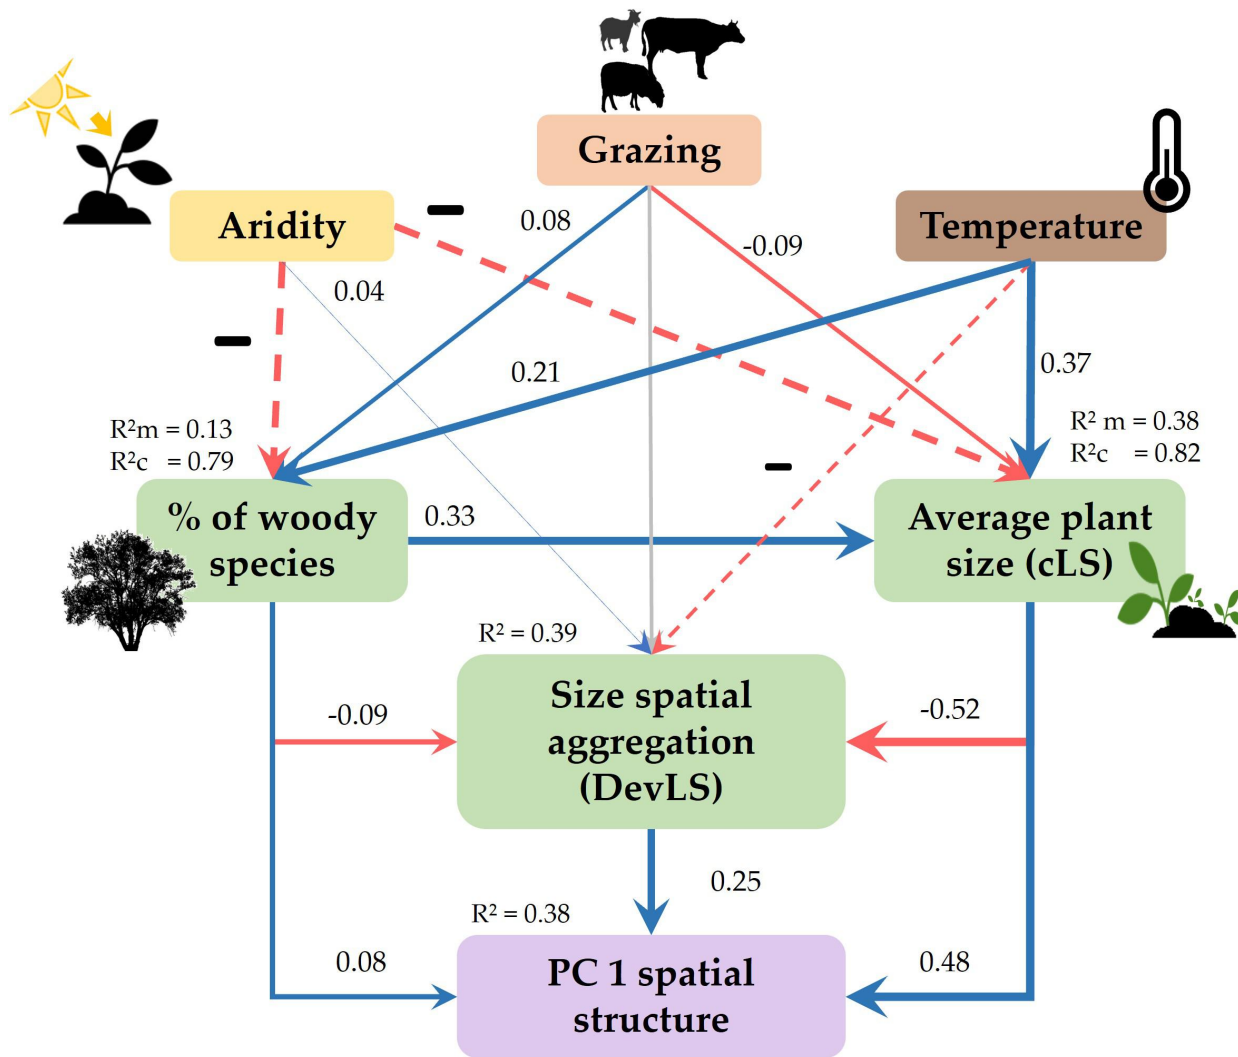 Grazing
Aridity
Temperature
−
0.08
-0.09
0.04
−
0.21
0.37
R²m = 0.13
R²c = 0.79
R² m = 0.38
R²c = 0.82
−
% of woody
species
0.33
Average plant
size (cLS)
R² = 0.39
Size spatial
aggregation
(DevLS)
-0.09
-0.52
0.25
R² = 0.38
PC 1 spatial
structure
0.08
0.48